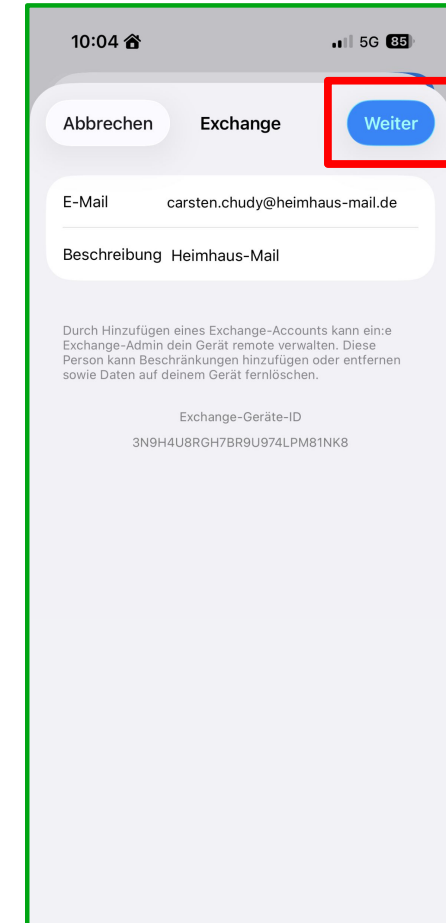 10:04 5G 85
Abbrechen Exchange Weiter
E-Mail carsten.chudy@heimhaus-mail.de
Beschreibung Heimhaus-Mail
Durch Hinzufügen eines Exchange-Accounts kann ein:e
Exchange-Admin dein Gerät remote verwalten. Diese
Person kann Beschränkungen hinzufügen oder entfernen
sowie Daten auf deinem Gerät fernlöschen.
Exchange-Geräte-ID
3N9H4U8RGH7BR9U974LPM81NK8